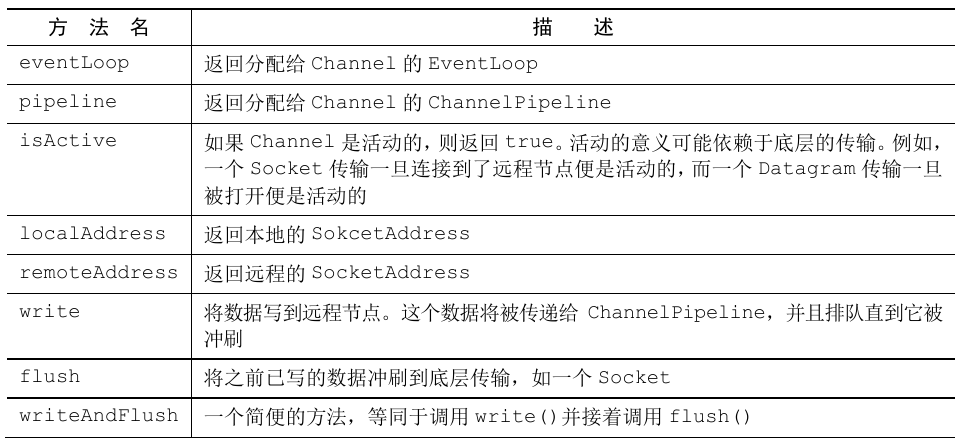 方 法 名 描 述
eventLoop 返回分配给 Channel 的 EventLoop
pipeline 返回分配给 Channel 的 ChannelPipeline
isActive 如果 Channel 是活动的，则返回 true。活动的意义可能依赖于底层的传输。例如，
一个 Socket 传输一旦连接到了远程节点便是活动的，而一个 Datagram 传输一旦
被打开便是活动的
localAddress 返回本地的 SokcetAddress
remoteAddress 返回远程的 SocketAddress
write 将数据写到远程节点。这个数据将被传递给 ChannelPipeline，并且排队直到它被
冲刷
flush 将之前已写的数据冲刷到底层传输，如一个 Socket
writeAndFlush 一个简便的方法，等同于调用 write()并接着调用 flush()